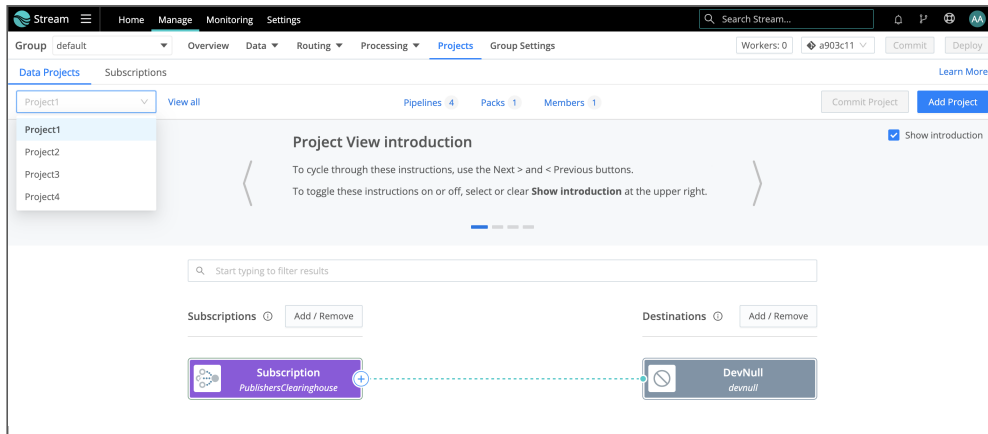 Stream Home Manage Monitoring Settings Search Stream... AA
Group default Overview Data Routing Processing Projects Group Settings Workers: 0 a903c11 Commit Deploy
Data Projects Subscriptions Learn More
Project1 View all Pipelines 4 Packs 1 Members 1 Commit Project Add Project
Project1
Project2
Project3
Project4
Project View introduction
Show introduction
To cycle through these instructions, use the Next > and < Previous buttons.
To toggle these instructions on or off, select or clear Show introduction at the upper right.
Start typing to filter results
Subscriptions Add / Remove Destinations Add / Remove
Subscription
PublishersClearinghouse
DevNull
devnull